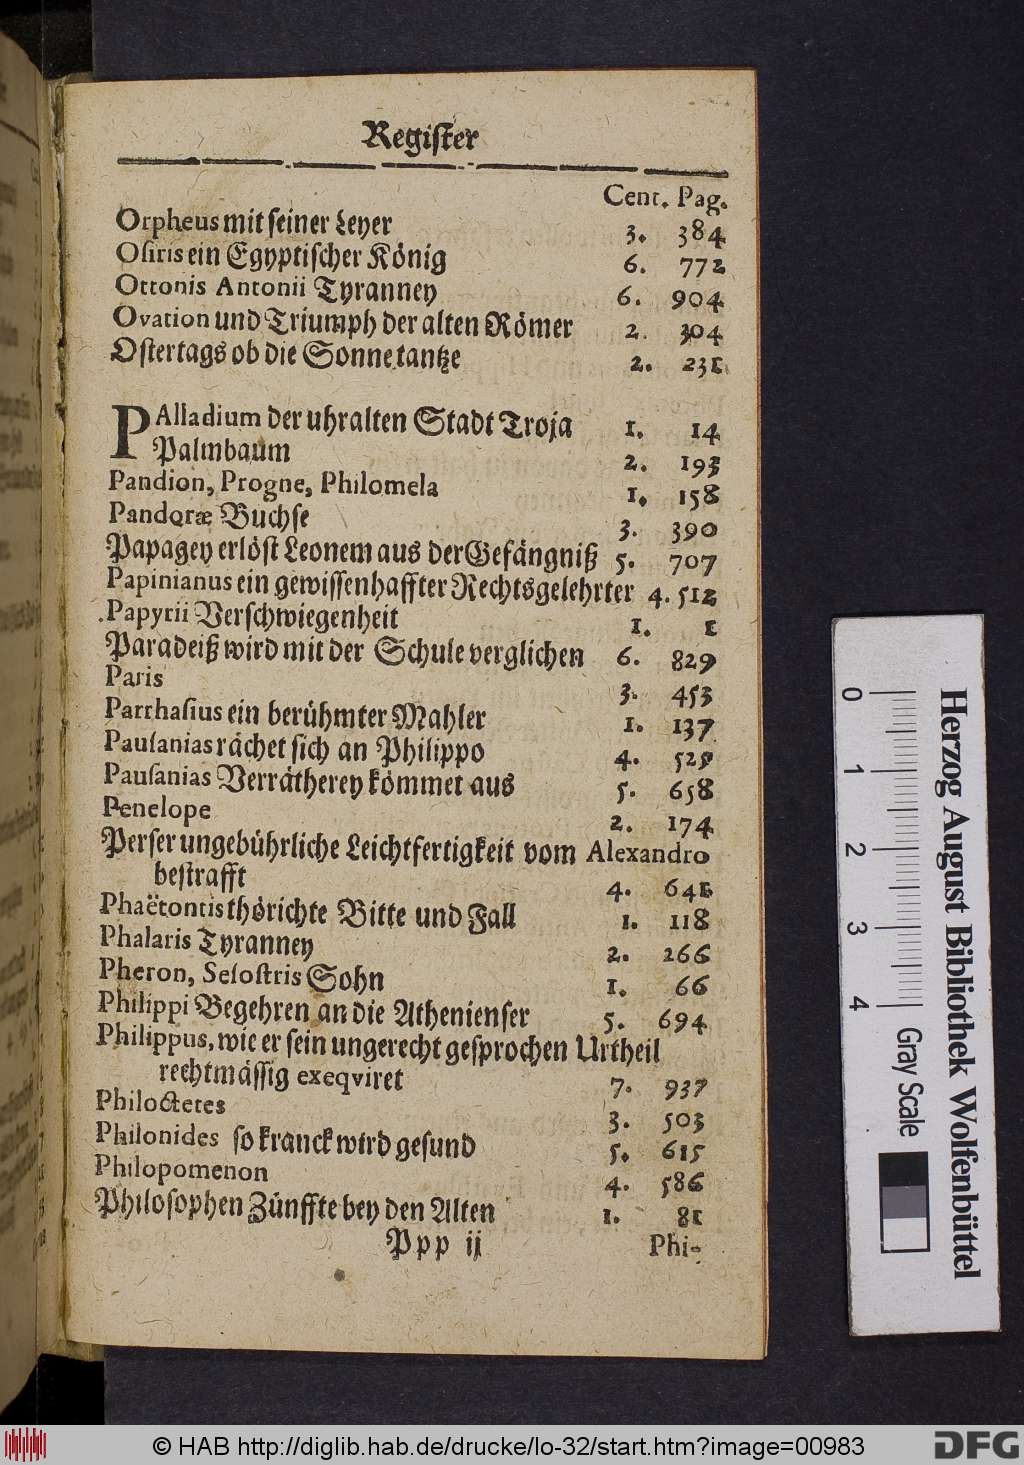 Register
Cent. Pag.
Orpheus mit seiner Leyer 3. 384
Osiris ein Egyptischer König 6. 772
Ottonis Antonii Tyranney 6. 904
Ovation und Triumph der alten Römer 2. 304
Ostertags ob die Sonne tantze 2. 231
PAlladium der uhralten Stadt Troja 1. 14
Palmbaum 2. 193
Pandion, Progne, Philomela 1. 158
Pandoræ Buchse 3. 390
Papagey erlöst Leonem aus der Gefängniß 5. 707
Papinianus ein gewissenhaffter Rechtsgelehrter 4. 512
Papyrii Verschwiegenheit 1. 1
Paradeiß wird mit der Schule verglichen 6. 829
Paris 3. 453
Parrhasius ein berühmter Mahler 1. 137
Pausanias rächet sich an Philippo 4. 529
Pausanias Verrätherey kömmet aus 5. 658
Penelope 2. 174
Perser ungebührliche Leichtfertigkeit vom Alexandro
bestrafft 4. 641
Phaëtontis thörichte Bitte und Fall 1. 118
Phalaris Tyranney 2. 266
Pheron, Sesostris Sohn 1. 66
Philippi Begehren an die Athenienser 5. 694
Philippus, wie er sein ungerecht gesprochen Urtheil
rechtmässig exeqviret 7. 937
Philoctetes 3. 503
Philonides so kranck wird gesund 5. 615
Philopomenon 4. 586
Philosophen Zünffte bey den Alten 1. 81
Ppp ij Phi-
0 1 2 3 4
Herzog August Bibliothek Wolfenbüttel
Gray Scale
© HAB http://diglib.hab.de/drucke/lo-32/start.htm?image=00983
DFG